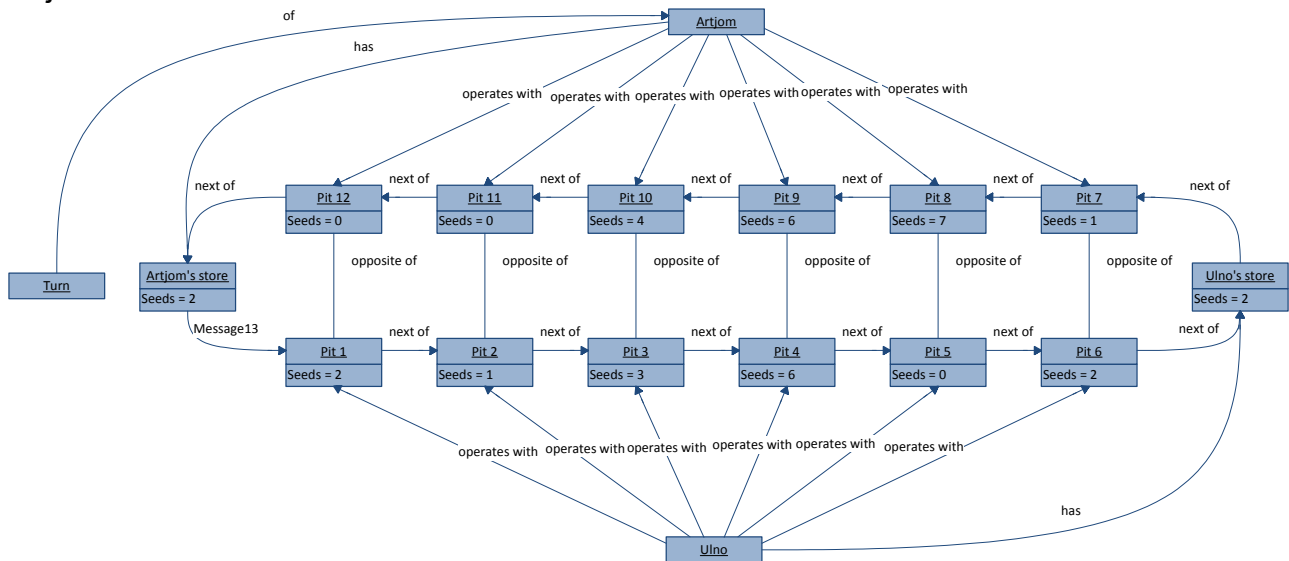 of
Artjom
has
operates with operates with operates with operates with operates with operates with
next of next of next of next of next of next of next of
Pit 12 Pit 11 Pit 10 Pit 9 Pit 8 Pit 7
Seeds = 0 Seeds = 0 Seeds = 4 Seeds = 6 Seeds = 7 Seeds = 1
opposite of opposite of opposite of opposite of opposite of opposite of
Turn Artjom's store Ulno's store
Seeds = 2 Seeds = 2
Message13 next of next of next of next of next of next of
Pit 1 Pit 2 Pit 3 Pit 4 Pit 5 Pit 6
Seeds = 2 Seeds = 1 Seeds = 3 Seeds = 6 Seeds = 0 Seeds = 2
operates with operates with operates with operates with operates with operates with
has
Ulno